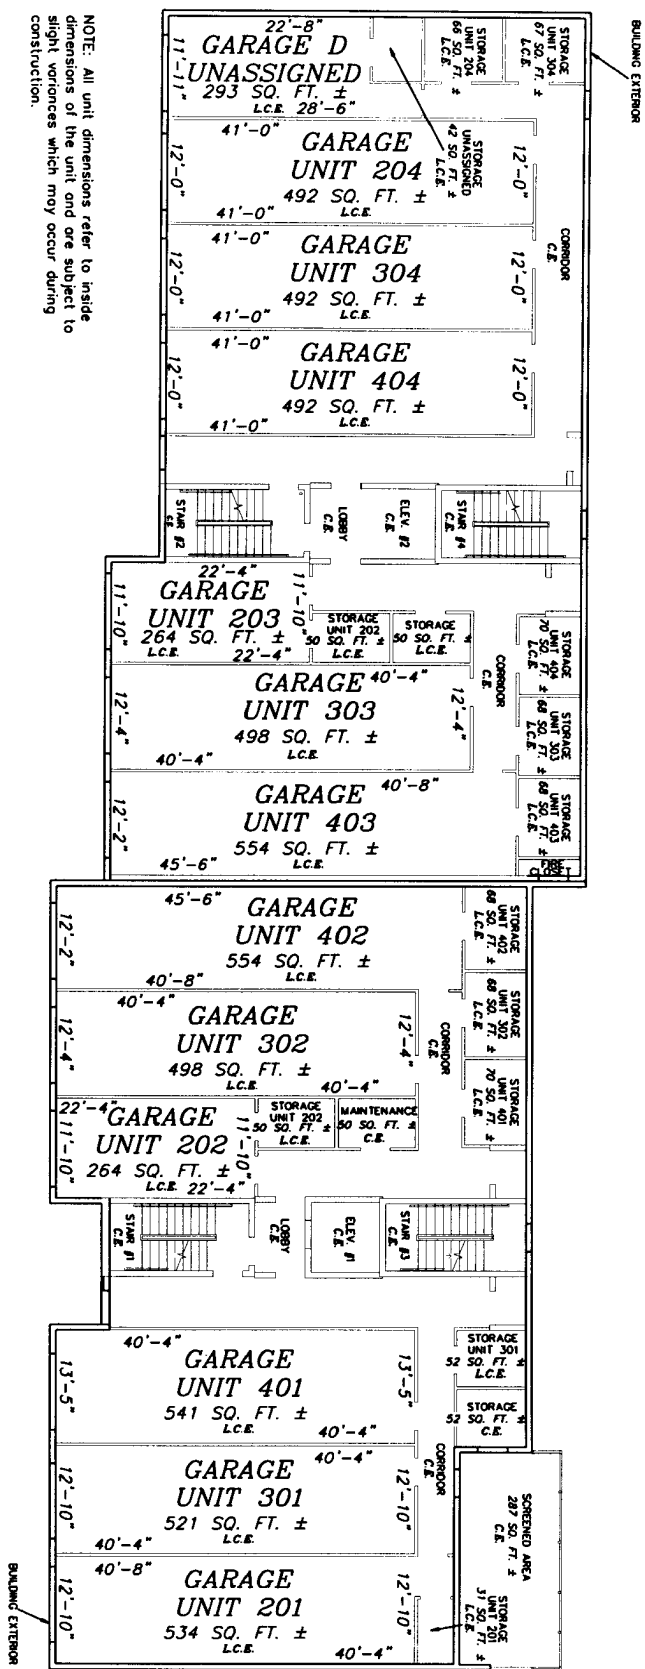 BUILDING EXTERIOR
22'-8"
GARAGE D
UNASSIGNED
293 SQ. FT. ±
L.C.E. 28'-6"
11'-11"
STORAGE
UNIT 204
66 SQ. FT. ±
L.C.E.
STORAGE
UNIT 304
67 SQ. FT. ±
L.C.E.
STORAGE
UNASSIGNED
42 SQ. FT. ±
L.C.E.
41'-0"
GARAGE
UNIT 204
492 SQ. FT. ±
L.C.E.
41'-0"
12'-0"
12'-0"
CORRIDOR
C.E.
41'-0"
GARAGE
UNIT 304
492 SQ. FT. ±
L.C.E.
41'-0"
12'-0"
12'-0"
41'-0"
GARAGE
UNIT 404
492 SQ. FT. ±
L.C.E.
41'-0"
12'-0"
12'-0"
NOTE: All unit dimensions refer to inside
dimensions of the unit and are subject to
slight variances which may occur during
construction.
STAIR #2
C.E.
LOBBY
C.E.
ELEV. #2
C.E.
STAIR #4
C.E.
22'-4"
GARAGE
UNIT 203
264 SQ. FT. ±
L.C.E. 22'-4"
11'-10"
11'-10"
STORAGE
UNIT 202
50 SQ. FT. ±
L.C.E.
STORAGE
50 SQ. FT. ±
L.C.E.
CORRIDOR
C.E.
STORAGE
UNIT 404
70 SQ. FT. ±
L.C.E.
GARAGE 40'-4"
UNIT 303
498 SQ. FT. ±
L.C.E.
40'-4"
12'-4"
12'-4"
STORAGE
UNIT 303
68 SQ. FT. ±
L.C.E.
GARAGE 40'-8"
UNIT 403
554 SQ. FT. ±
L.C.E.
45'-6"
12'-2"
STORAGE
UNIT 403
68 SQ. FT. ±
L.C.E.
FIRE
CLOSET
45'-6"
GARAGE
UNIT 402
554 SQ. FT. ±
L.C.E.
40'-8"
12'-2"
STORAGE
UNIT 402
68 SQ. FT. ±
L.C.E.
40'-4"
GARAGE
UNIT 302
498 SQ. FT. ±
L.C.E. 40'-4"
12'-4"
12'-4"
CORRIDOR
C.E.
STORAGE
UNIT 302
68 SQ. FT. ±
L.C.E.
22'-4"
GARAGE
UNIT 202
264 SQ. FT. ±
L.C.E. 22'-4"
11'-10"
11'-10"
STORAGE
UNIT 202
50 SQ. FT. ±
L.C.E.
MAINTENANCE
50 SQ. FT. ±
C.E.
STORAGE
UNIT 401
70 SQ. FT. ±
L.C.E.
STAIR #1
C.E.
LOBBY
C.E.
ELEV. #1
C.E.
STAIR #3
C.E.
40'-4"
GARAGE
UNIT 401
541 SQ. FT. ±
L.C.E.
40'-4"
13'-5"
13'-5"
STORAGE
UNIT 301
52 SQ. FT. ±
L.C.E.
STORAGE
52 SQ. FT. ±
C.E.
40'-4"
GARAGE
UNIT 301
521 SQ. FT. ±
L.C.E.
40'-4"
12'-10"
12'-10"
CORRIDOR
C.E.
SCREENED AREA
287 SQ. FT. ±
C.E.
40'-8"
GARAGE
UNIT 201
534 SQ. FT. ±
L.C.E.
40'-4"
12'-10"
12'-10"
STORAGE
UNIT 201
31 SQ. FT. ±
L.C.E.
BUILDING EXTERIOR